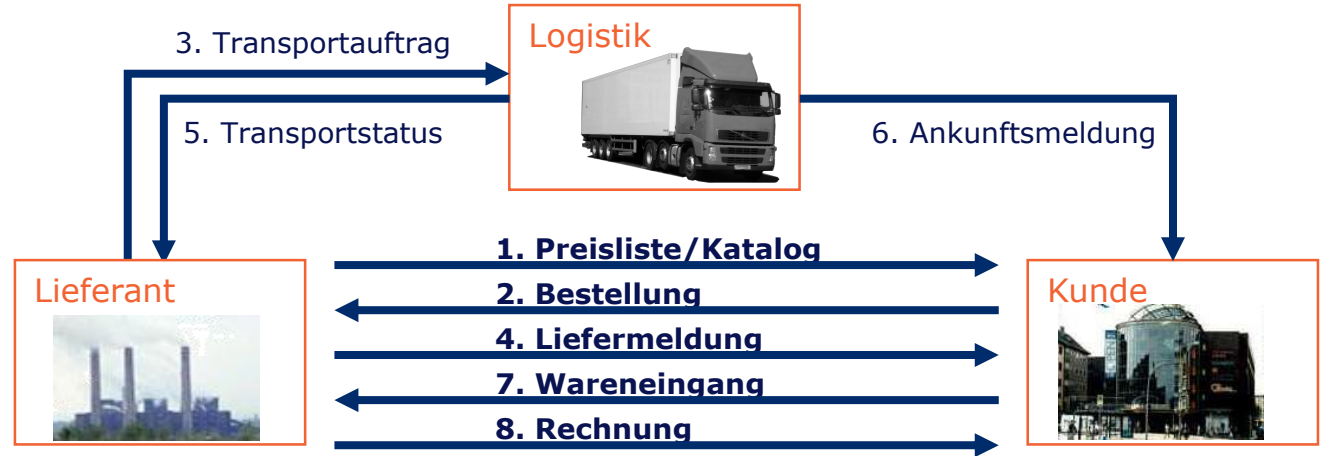 3. Transportauftrag
Logistik
5. Transportstatus
6. Ankunftsmeldung
1. Preisliste/Katalog
Lieferant
Kunde
2. Bestellung
4. Liefermeldung
7. Wareneingang
8. Rechnung